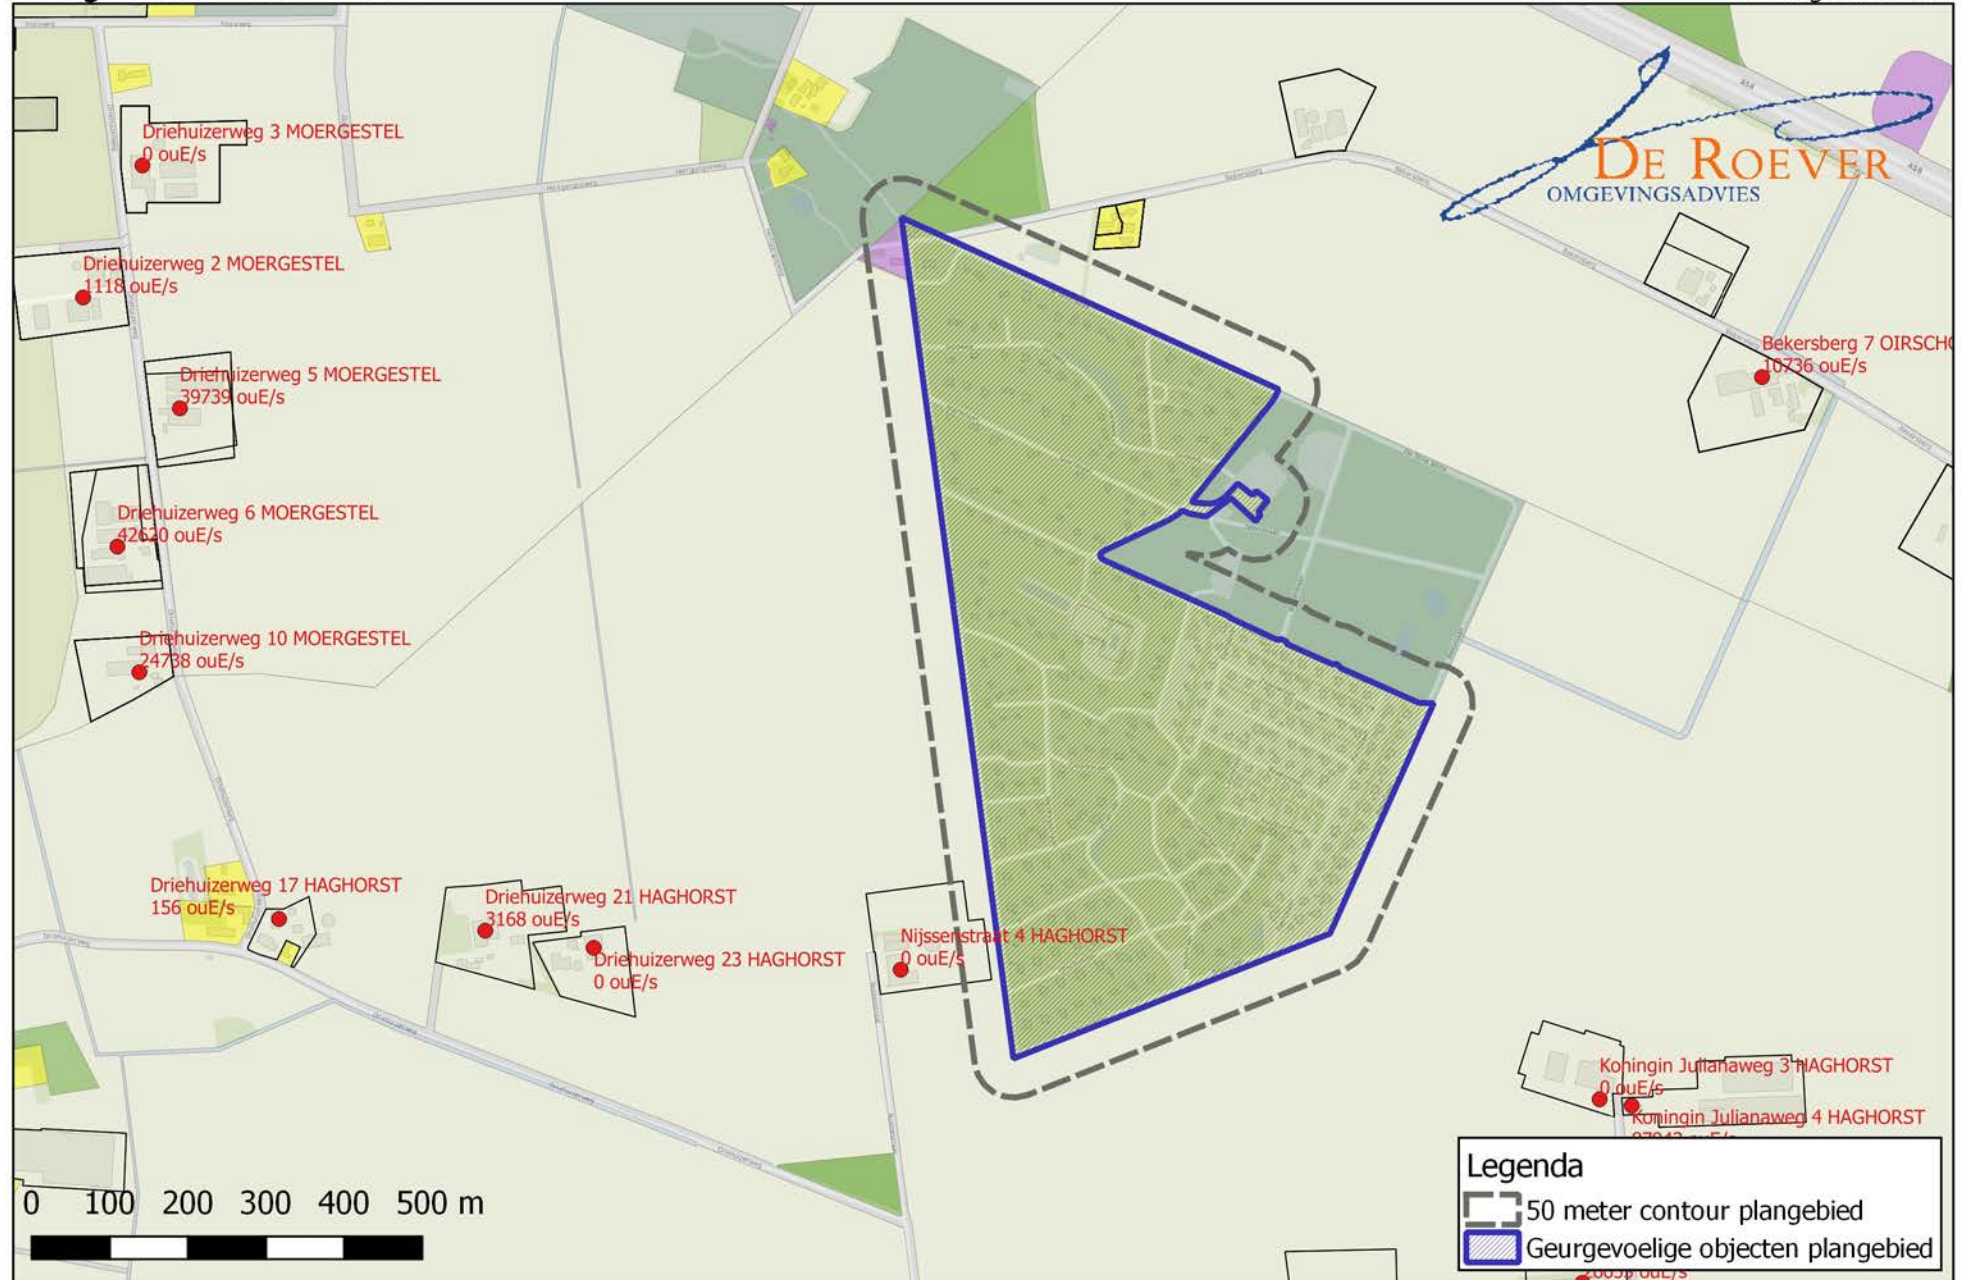 Driehuizerweg 3 MOERGESTEL
0 ouE/s
Driehuizerweg 2 MOERGESTEL
1118 ouE/s
Driehuizerweg 5 MOERGESTEL
39739 ouE/s
Driehuizerweg 6 MOERGESTEL
42620 ouE/s
Driehuizerweg 10 MOERGESTEL
24738 ouE/s
Driehuizerweg 17 HAGHORST
156 ouE/s
Driehuizerweg 21 HAGHORST
3168 ouE/s
Driehuizerweg 23 HAGHORST
0 ouE/s
Nijssenstraat 4 HAGHORST
0 ouE/s
DE ROEVER
OMGEVINGSADVIES
A58
A58
Bekersberg 7 OIRSCH
10736 ouE/s
Koningin Julianaweg 3 HAGHORST
0 ouE/s
Koningin Julianaweg 4 HAGHORST
Legenda
50 meter contour plangebied
Geurgevoelige objecten plangebied
0 100 200 300 400 500 m